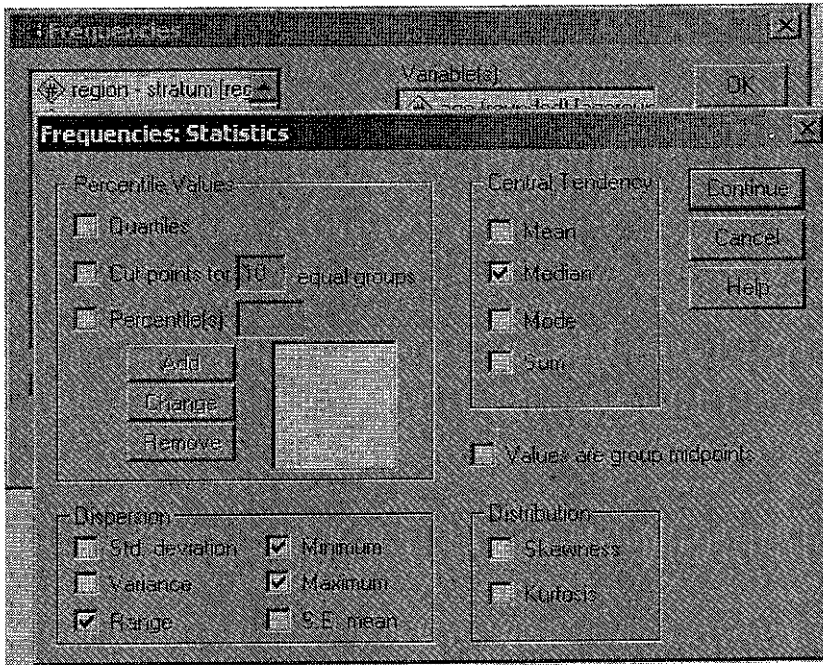 Frequencies
region - stratum [rec
Variable(s)
OK
Frequencies: Statistics
Percentile Values
Quartiles
Cut points for 10 equal groups
Percentile(s)
Add
Change
Remove
Central Tendency
Mean
Median
Mode
Sum
Continue
Cancel
Help
Values are group midpoints
Dispersion
Std. deviation
Minimum
Variance
Maximum
Range
S.E. mean
Distribution
Skewness
Kurtosis